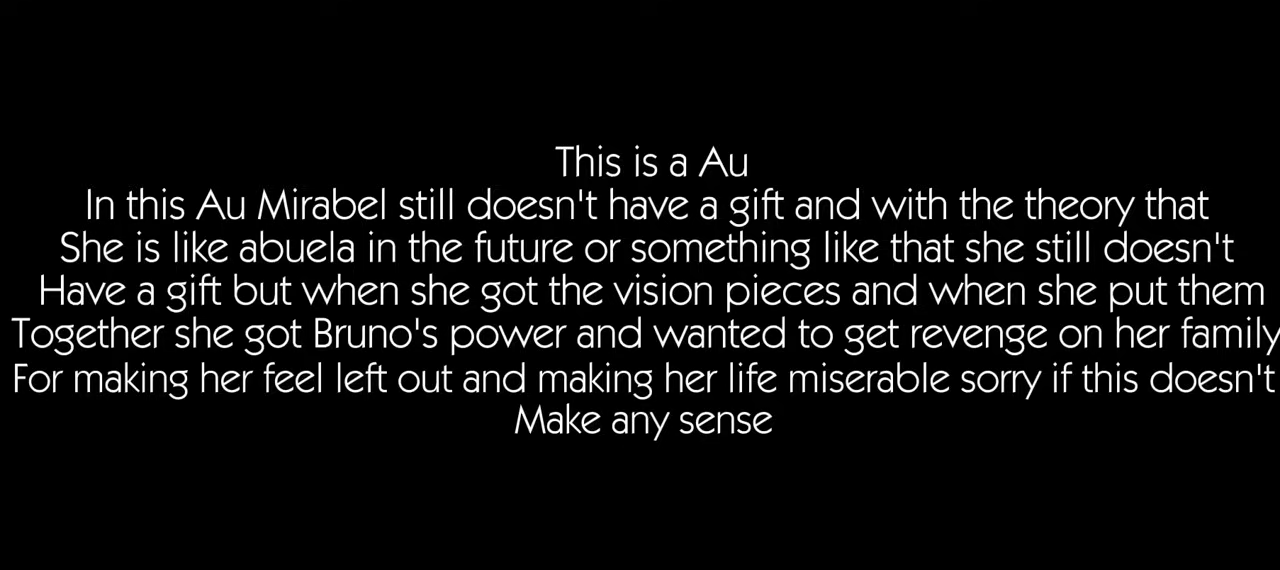 This is a Au
In this Au Mirabel still doesn't have a gift and with the theory that
She is like abuela in the future or something like that she still doesn't
Have a gift but when she got the vision pieces and when she put them
Together she got Bruno's power and wanted to get revenge on her family
For making her feel left out and making her life miserable sorry if this doesn't
Make any sense